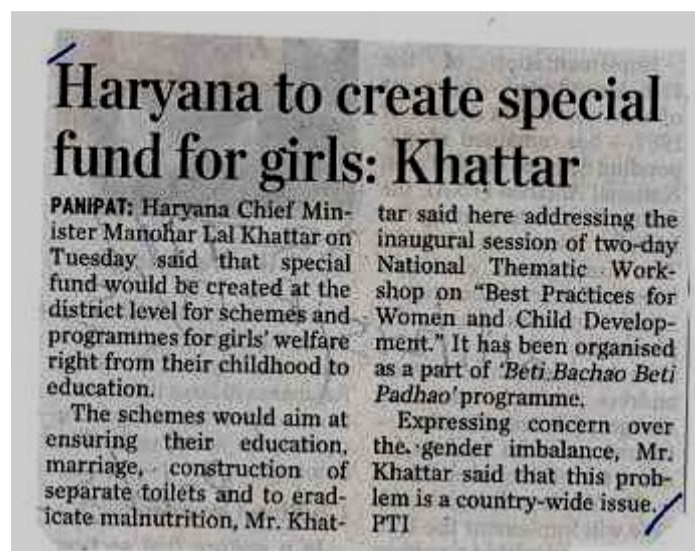 Haryana to create special
fund for girls: Khattar
PANIPAT: Haryana Chief Min-
ister Manohar Lal Khattar on
Tuesday said that special
fund would be created at the
district level for schemes and
programmes for girls' welfare
right from their childhood to
education.
The schemes would aim at
ensuring their education,
marriage, construction of
separate toilets and to erad-
icate malnutrition, Mr. Khat-
tar said here addressing the
inaugural session of two-day
National Thematic Work-
shop on "Best Practices for
Women and Child Develop-
ment." It has been organised
as a part of 'Beti Bachao Beti
Padhao' programme.
Expressing concern over
the gender imbalance, Mr.
Khattar said that this prob-
lem is a country-wide issue.
PTI